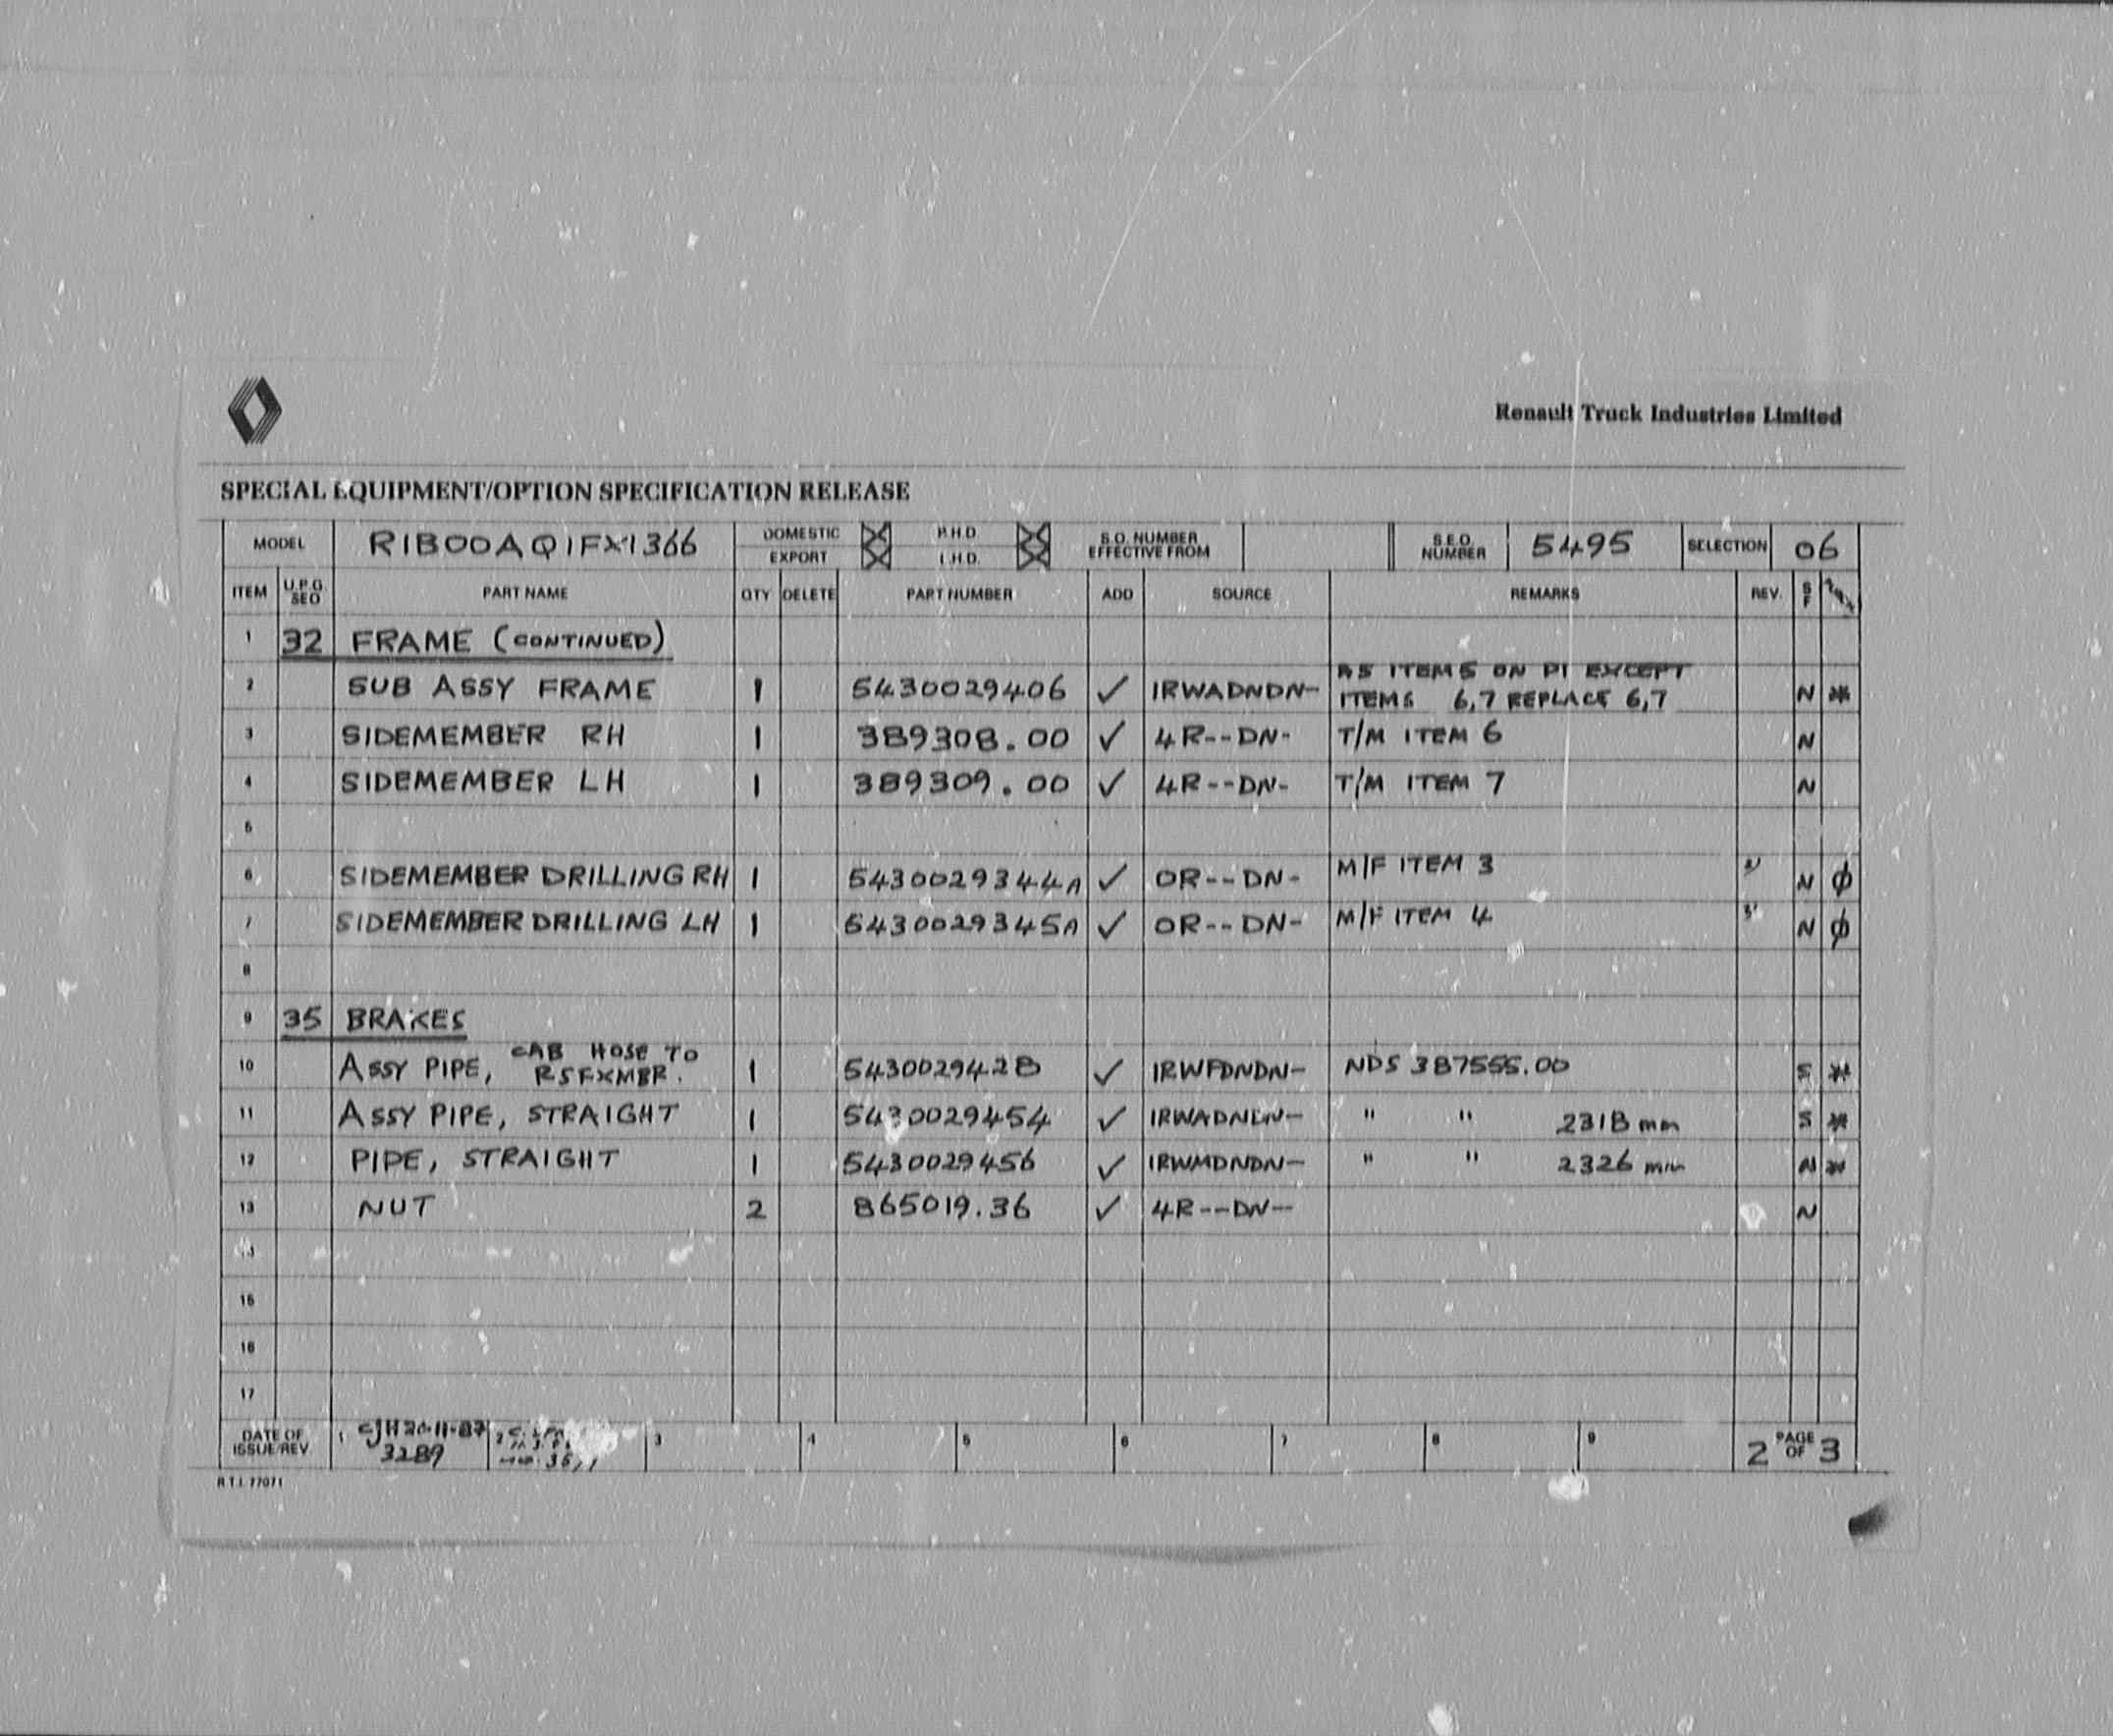 Renault Truck Industries Limited
SPECIAL EQUIPMENT/OPTION SPECIFICATION RELEASE
MODEL R1B00AQ1FX1366 DOMESTIC EXPORT R.H.D. L.H.D. S.O. NUMBER EFFECTIVE FROM S.E.O. NUMBER 5495 SELECTION 06
ITEM U.P.G SEO PART NAME QTY DELETE PART NUMBER ADD SOURCE REMARKS REV. S F
1 32 FRAME (CONTINUED)
AS ITEM 5 ON P1 EXCEPT
2 SUB ASSY FRAME 1 5430029406 ✓ IRWADNDN- ITEMS 6,7 REPLACE 6,7 N *
3 SIDEMEMBER RH 1 389308.00 ✓ 4R--DN- T/M ITEM 6 N
4 SIDEMEMBER LH 1 389309.00 ✓ 4R--DN- T/M ITEM 7 N
5
6 SIDEMEMBER DRILLING RH 1 5430029344A ✓ OR--DN- M/F ITEM 3 N ϕ
7 SIDEMEMBER DRILLING LH 1 5430029345A ✓ OR--DN- M/F ITEM 4 N ϕ
8
9 35 BRAKES
10 ASSY PIPE, CAB HOSE TO RSFXMBR. 1 5430029428 ✓ IRWFDNDN- NDS 387555.00 S *
11 ASSY PIPE, STRAIGHT 1 5430029454 ✓ " " 2318 mm S *
12 PIPE, STRAIGHT 1 5430029456 ✓ IRWMDNDN- " " 2326 mm N *
13 NUT 2 865019.36 ✓ 4R---DN-- N
15
16
17
DATE OF ISSUE/REV. 1 CJH 20-11-87 3289 2 3 4 5 6 7 8 9 2 PAGE OF 3
R.T.I. 77071